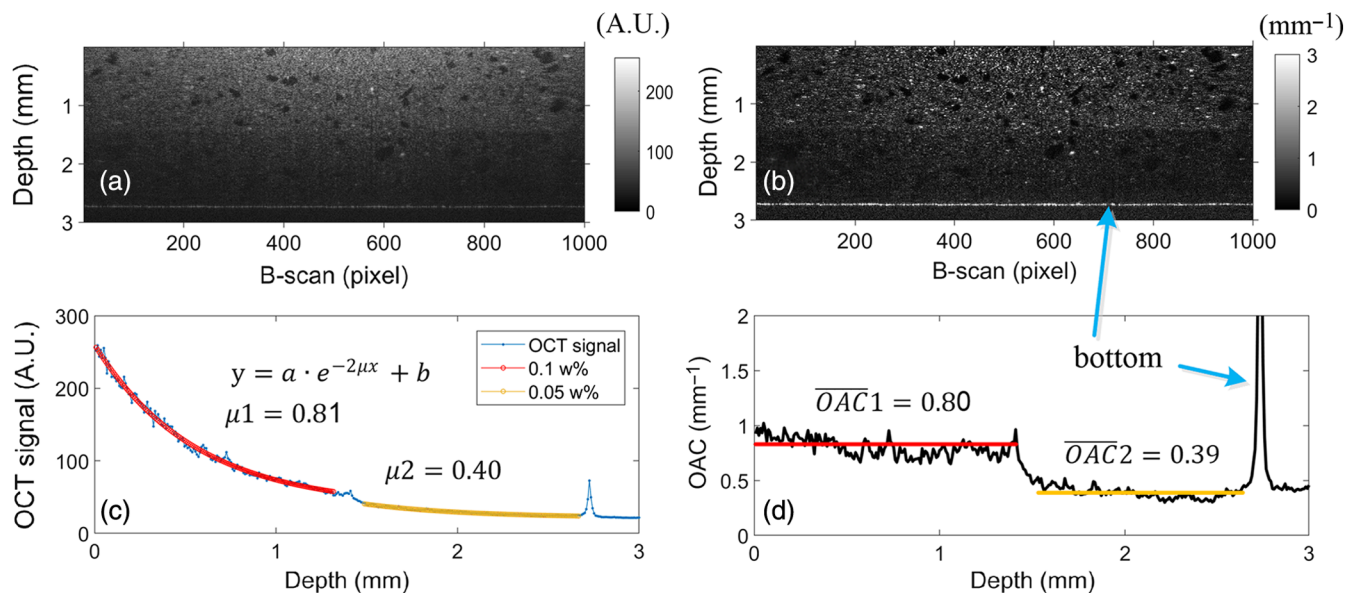 (A.U.)
Depth (mm)
1
2
3
(a)
200
400
600
800
1000
B-scan (pixel)
200
100
0
(mm⁻¹)
Depth (mm)
1
2
3
(b)
200
400
600
800
1000
B-scan (pixel)
3
2
1
0
OCT signal (A.U.)
300
200
100
0
y = a · e^{−2μx} + b
μ1 = 0.81
μ2 = 0.40
OCT signal
0.1 w%
0.05 w%
(c)
0
1
2
3
Depth (mm)
OAC (mm⁻¹)
2
1.5
1
0.5
0
bottom
O̅A̅C̅1 = 0.80
O̅A̅C̅2 = 0.39
(d)
0
1
2
3
Depth (mm)